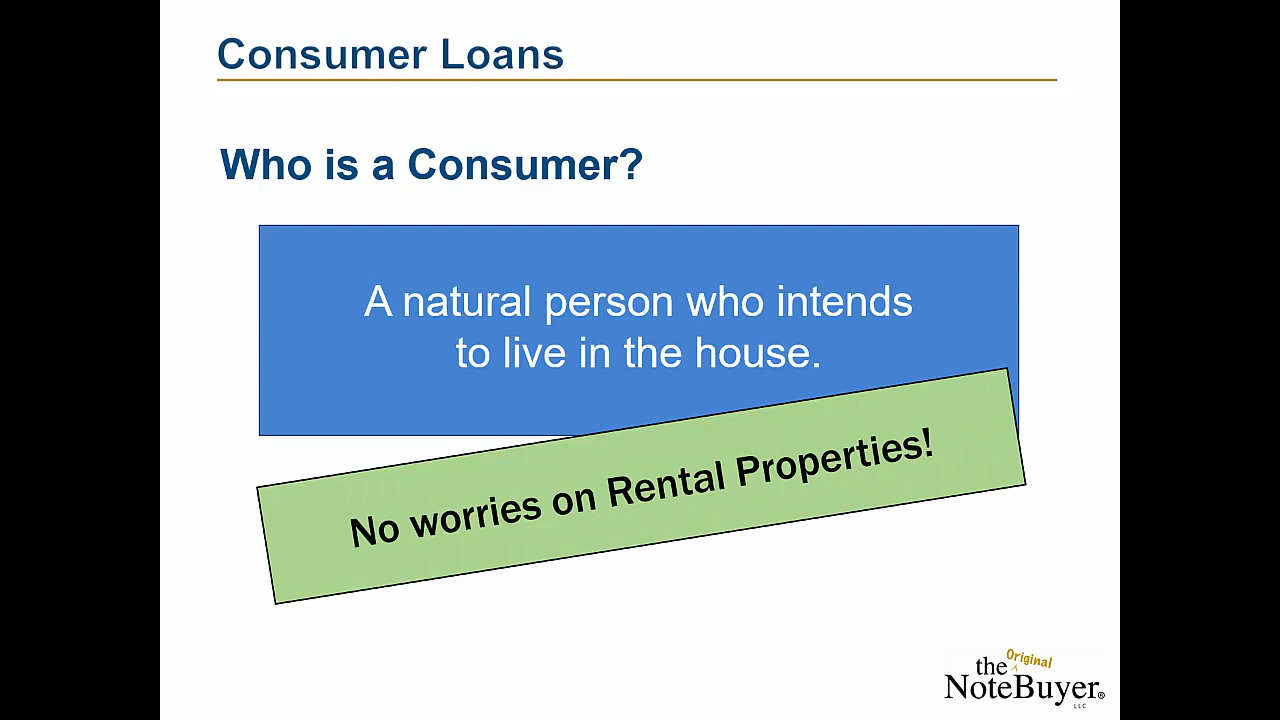 Consumer Loans
Who is a Consumer?
A natural person who intends
to live in the house.
No worries on Rental Properties!
the Original
NoteBuyer®
LLC